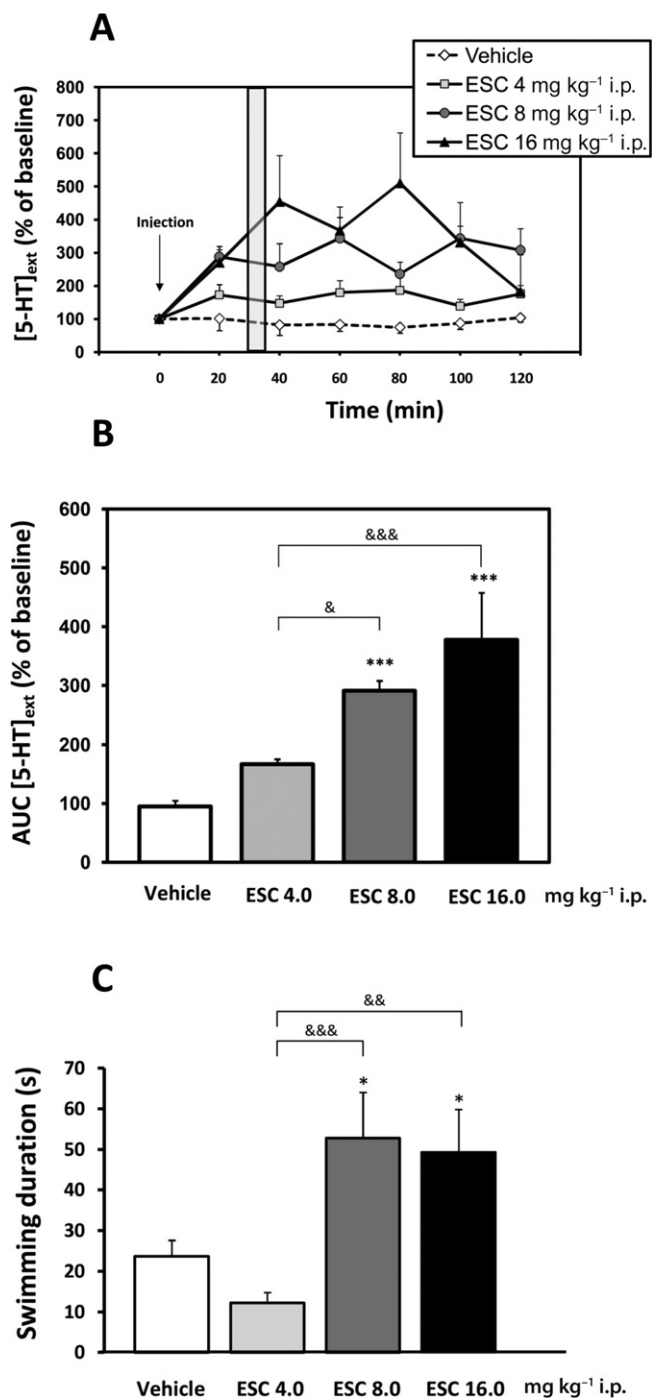 A
Vehicle
ESC 4 mg kg⁻¹ i.p.
ESC 8 mg kg⁻¹ i.p.
ESC 16 mg kg⁻¹ i.p.
[5-HT]ext (% of baseline)
800
700
600
500
400
300
200
100
0
Injection
0 20 40 60 80 100 120
Time (min)
B
AUC [5-HT]ext (% of baseline)
600
500
400
300
200
100
0
&&&
&
***
***
Vehicle ESC 4.0 ESC 8.0 ESC 16.0 mg kg⁻¹ i.p.
C
Swimming duration (s)
70
60
50
40
30
20
10
0
&&
&&&
*
*
Vehicle ESC 4.0 ESC 8.0 ESC 16.0 mg kg⁻¹ i.p.